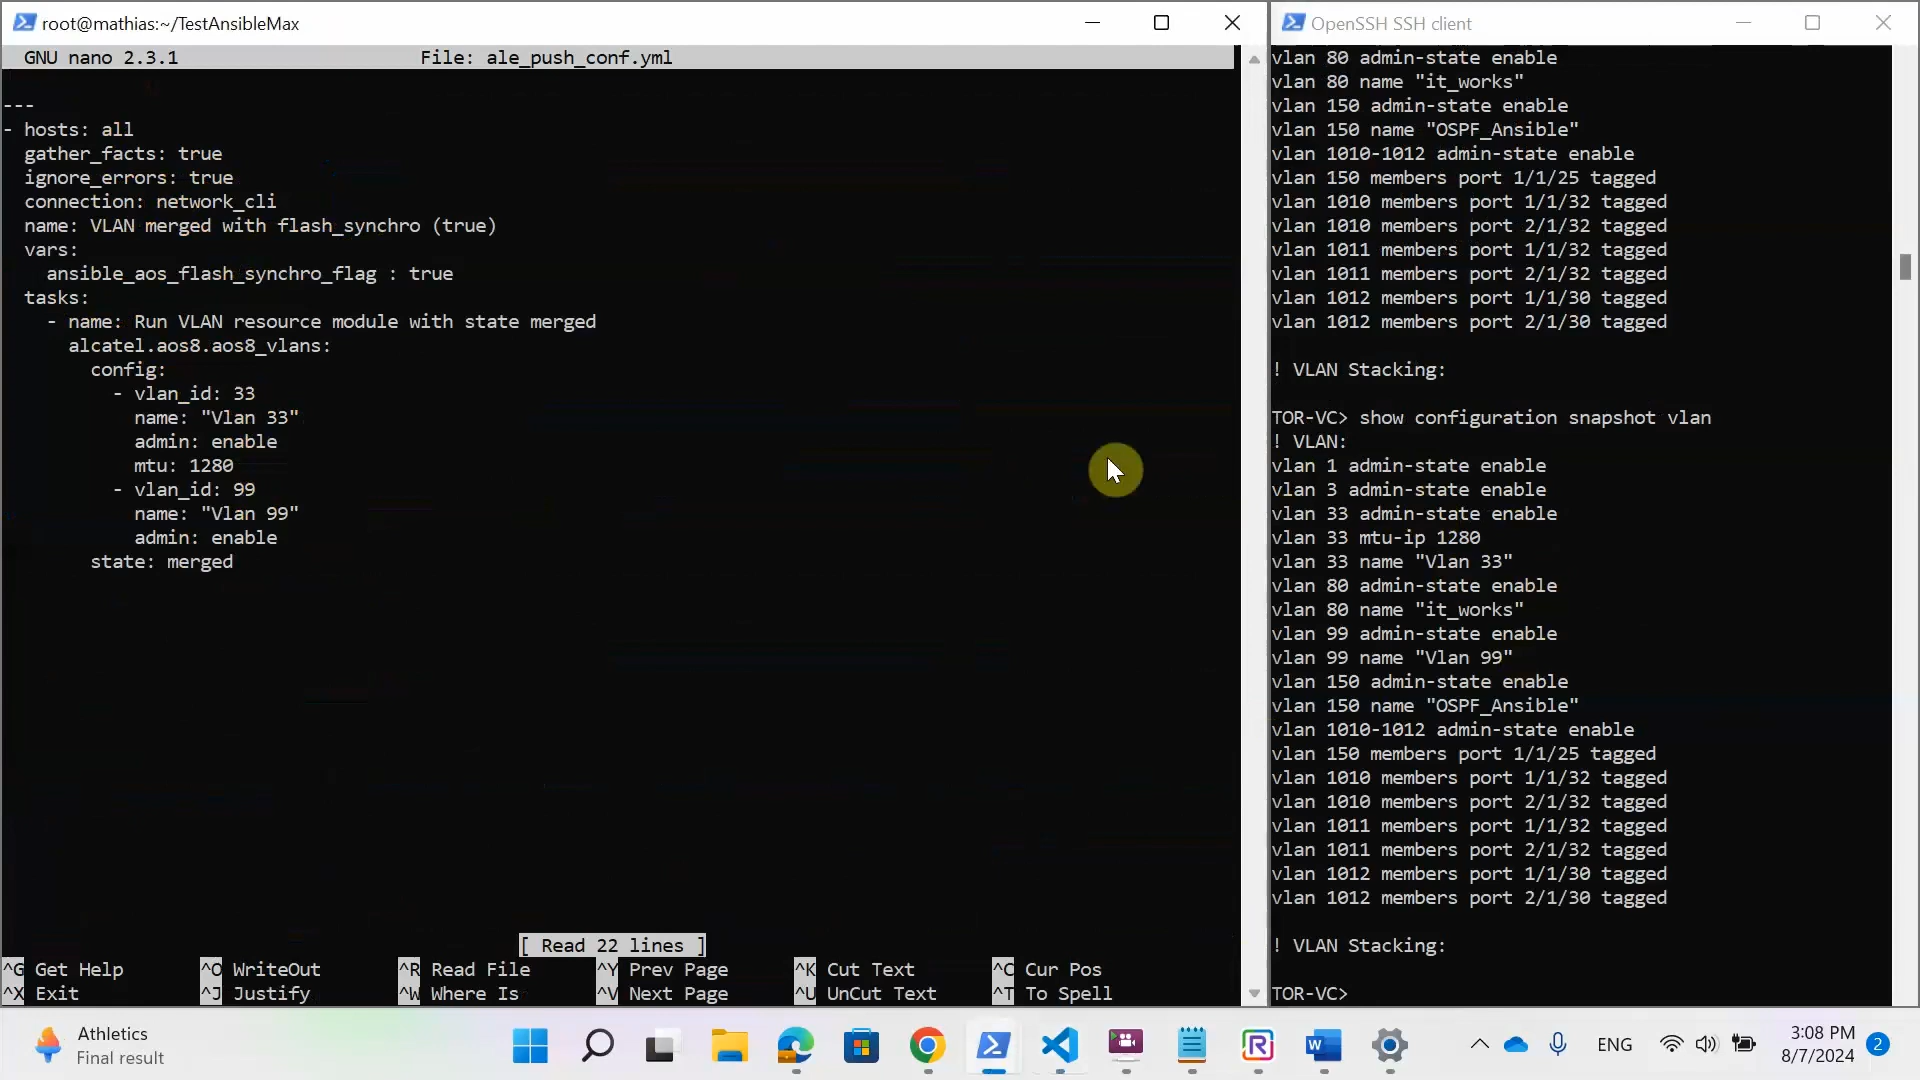 root@mathias:~/TestAnsibleMax
GNU nano 2.3.1 File: ale_push_conf.yml
---
- hosts: all
gather_facts: true
ignore_errors: true
connection: network_cli
name: VLAN merged with flash_synchro (true)
vars:
ansible_aos_flash_synchro_flag : true
tasks:
- name: Run VLAN resource module with state merged
alcatel.aos8.aos8_vlans:
config:
- vlan_id: 33
name: "Vlan 33"
admin: enable
mtu: 1280
- vlan_id: 99
name: "Vlan 99"
admin: enable
state: merged
[ Read 22 lines ]
^G Get Help ^O WriteOut ^R Read File ^Y Prev Page ^K Cut Text ^C Cur Pos
^X Exit ^J Justify ^W Where Is ^V Next Page ^U UnCut Text ^T To Spell
OpenSSH SSH client
vlan 80 admin-state enable
vlan 80 name "it_works"
vlan 150 admin-state enable
vlan 150 name "OSPF_Ansible"
vlan 1010-1012 admin-state enable
vlan 150 members port 1/1/25 tagged
vlan 1010 members port 1/1/32 tagged
vlan 1010 members port 2/1/32 tagged
vlan 1011 members port 1/1/32 tagged
vlan 1011 members port 2/1/32 tagged
vlan 1012 members port 1/1/30 tagged
vlan 1012 members port 2/1/30 tagged
! VLAN Stacking:
TOR-VC> show configuration snapshot vlan
! VLAN:
vlan 1 admin-state enable
vlan 3 admin-state enable
vlan 33 admin-state enable
vlan 33 mtu-ip 1280
vlan 33 name "Vlan 33"
vlan 80 admin-state enable
vlan 80 name "it_works"
vlan 99 admin-state enable
vlan 99 name "Vlan 99"
vlan 150 admin-state enable
vlan 150 name "OSPF_Ansible"
vlan 1010-1012 admin-state enable
vlan 150 members port 1/1/25 tagged
vlan 1010 members port 1/1/32 tagged
vlan 1010 members port 2/1/32 tagged
vlan 1011 members port 1/1/32 tagged
vlan 1011 members port 2/1/32 tagged
vlan 1012 members port 1/1/30 tagged
vlan 1012 members port 2/1/30 tagged
! VLAN Stacking:
TOR-VC>
Athletics
Final result
ENG
3:08 PM
8/7/2024
2